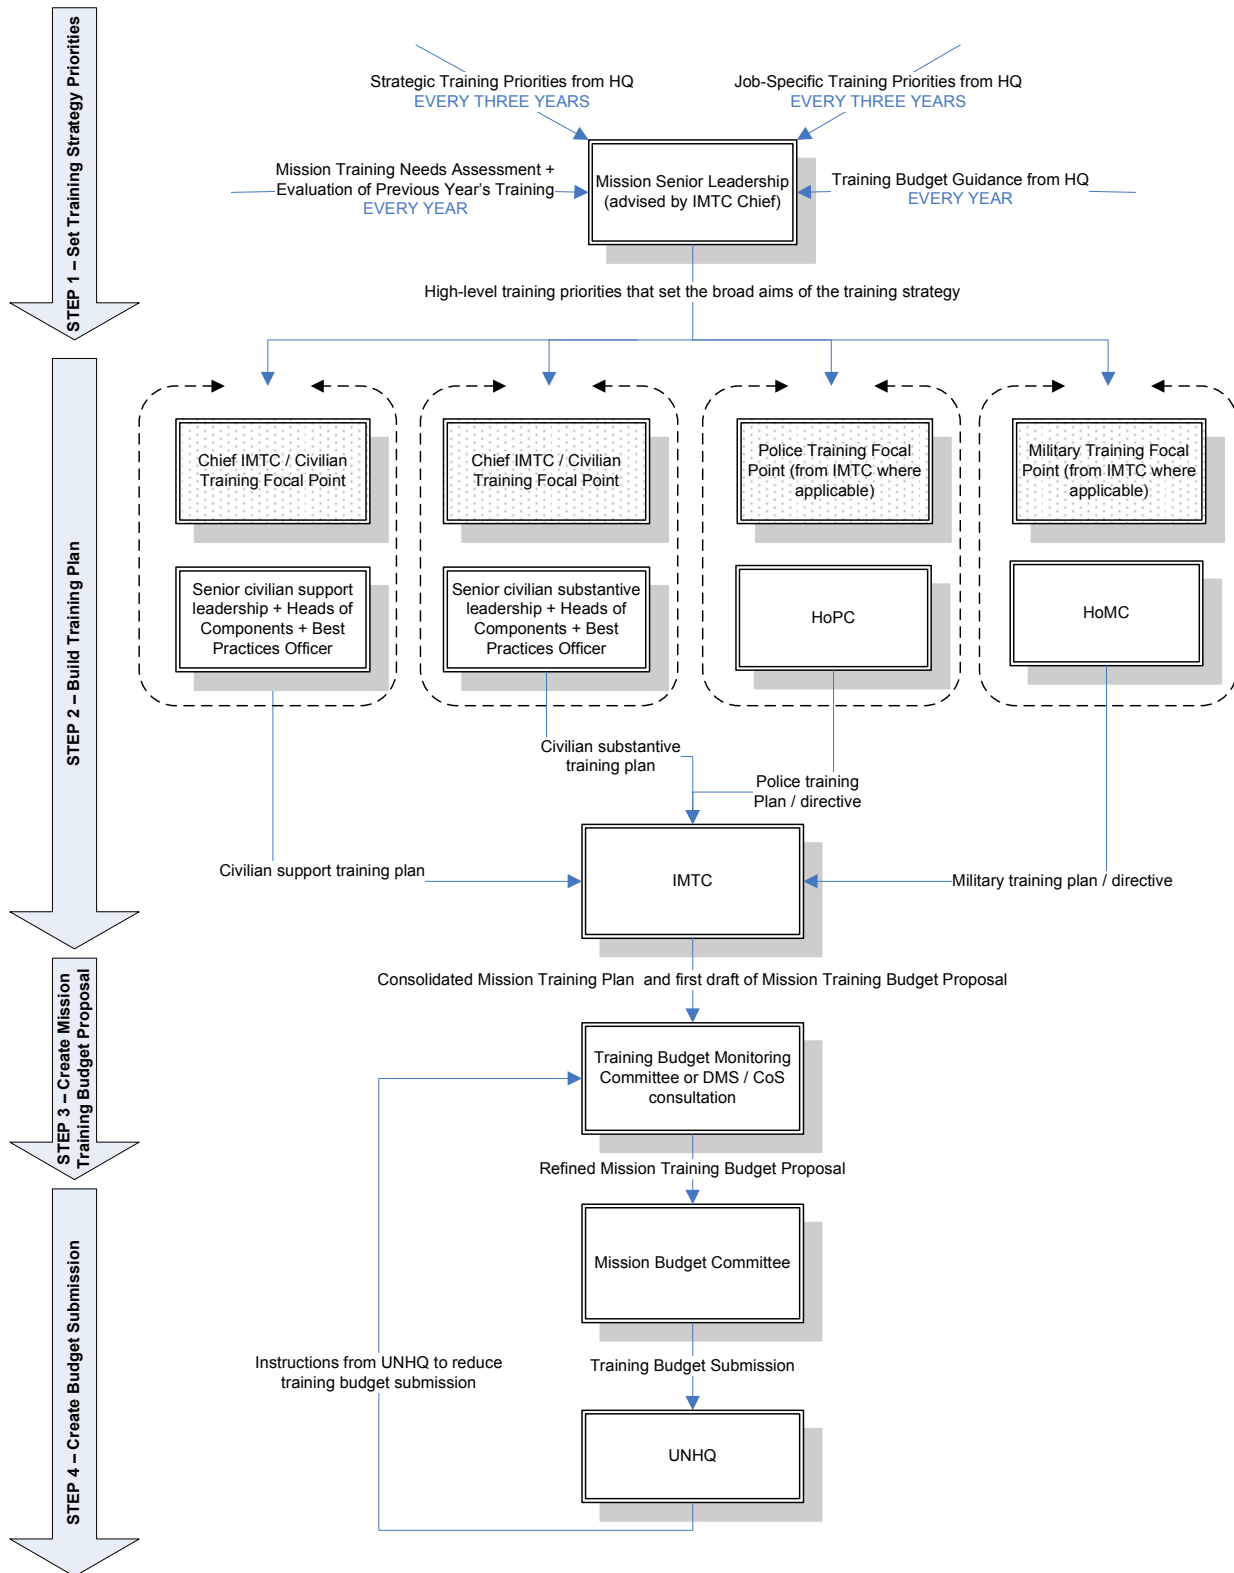 STEP 1 – Set Training Strategy Priorities
Strategic Training Priorities from HQ
EVERY THREE YEARS
Job-Specific Training Priorities from HQ
EVERY THREE YEARS
Mission Training Needs Assessment +
Evaluation of Previous Year's Training
EVERY YEAR
Mission Senior Leadership
(advised by IMTC Chief)
Training Budget Guidance from HQ
EVERY YEAR
High-level training priorities that set the broad aims of the training strategy
STEP 2 – Build Training Plan
Chief IMTC / Civilian
Training Focal Point
Chief IMTC / Civilian
Training Focal Point
Police Training Focal
Point (from IMTC where
applicable)
Military Training Focal
Point (from IMTC where
applicable)
Senior civilian support
leadership + Heads of
Components + Best
Practices Officer
Senior civilian substantive
leadership + Heads of
Components + Best
Practices Officer
HoPC
HoMC
Civilian substantive
training plan
Police training
Plan / directive
Civilian support training plan
IMTC
Military training plan / directive
STEP 3 – Create Mission
Training Budget Proposal
Consolidated Mission Training Plan  and first draft of Mission Training Budget Proposal
Training Budget Monitoring
Committee or DMS / CoS
consultation
Refined Mission Training Budget Proposal
STEP 4 – Create Budget Submission
Mission Budget Committee
Instructions from UNHQ to reduce
training budget submission
Training Budget Submission
UNHQ